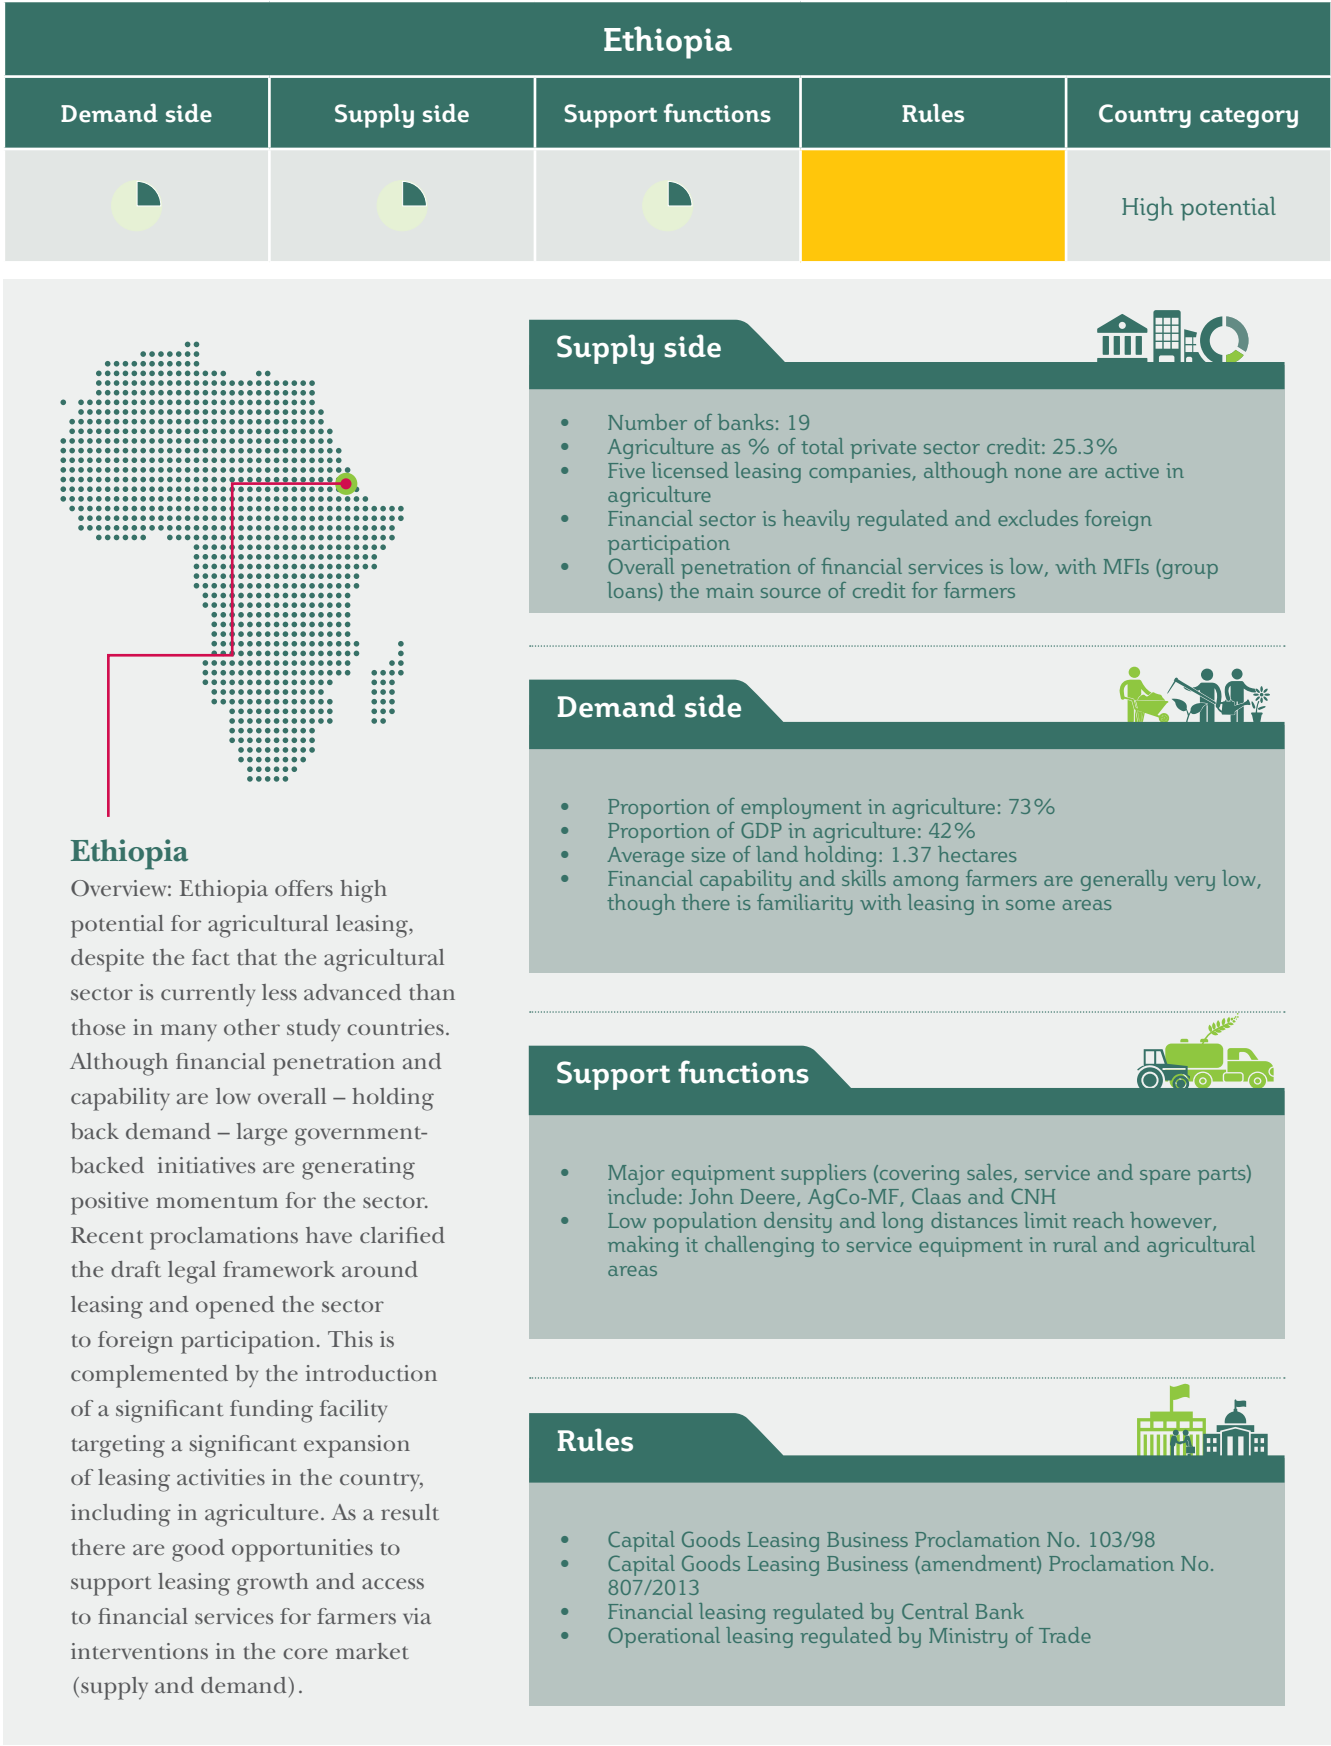 Ethiopia
Demand side
Supply side
Support functions
Rules
Country category
High potential
Ethiopia
Overview: Ethiopia offers high
potential for agricultural leasing,
despite the fact that the agricultural
sector is currently less advanced than
those in many other study countries.
Although financial penetration and
capability are low overall – holding
back demand – large government-
backed initiatives are generating
positive momentum for the sector.
Recent proclamations have clarified
the draft legal framework around
leasing and opened the sector
to foreign participation. This is
complemented by the introduction
of a significant funding facility
targeting a significant expansion
of leasing activities in the country,
including in agriculture. As a result
there are good opportunities to
support leasing growth and access
to financial services for farmers via
interventions in the core market
(supply and demand).
Supply side
• Number of banks: 19
• Agriculture as % of total private sector credit: 25.3%
• Five licensed leasing companies, although none are active in
agriculture
• Financial sector is heavily regulated and excludes foreign
participation
• Overall penetration of financial services is low, with MFIs (group
loans) the main source of credit for farmers
Demand side
• Proportion of employment in agriculture: 73%
• Proportion of GDP in agriculture: 42%
• Average size of land holding: 1.37 hectares
• Financial capability and skills among farmers are generally very low,
though there is familiarity with leasing in some areas
Support functions
• Major equipment suppliers (covering sales, service and spare parts)
include: John Deere, AgCo-MF, Claas and CNH
• Low population density and long distances limit reach however,
making it challenging to service equipment in rural and agricultural
areas
Rules
• Capital Goods Leasing Business Proclamation No. 103/98
• Capital Goods Leasing Business (amendment) Proclamation No.
807/2013
• Financial leasing regulated by Central Bank
• Operational leasing regulated by Ministry of Trade